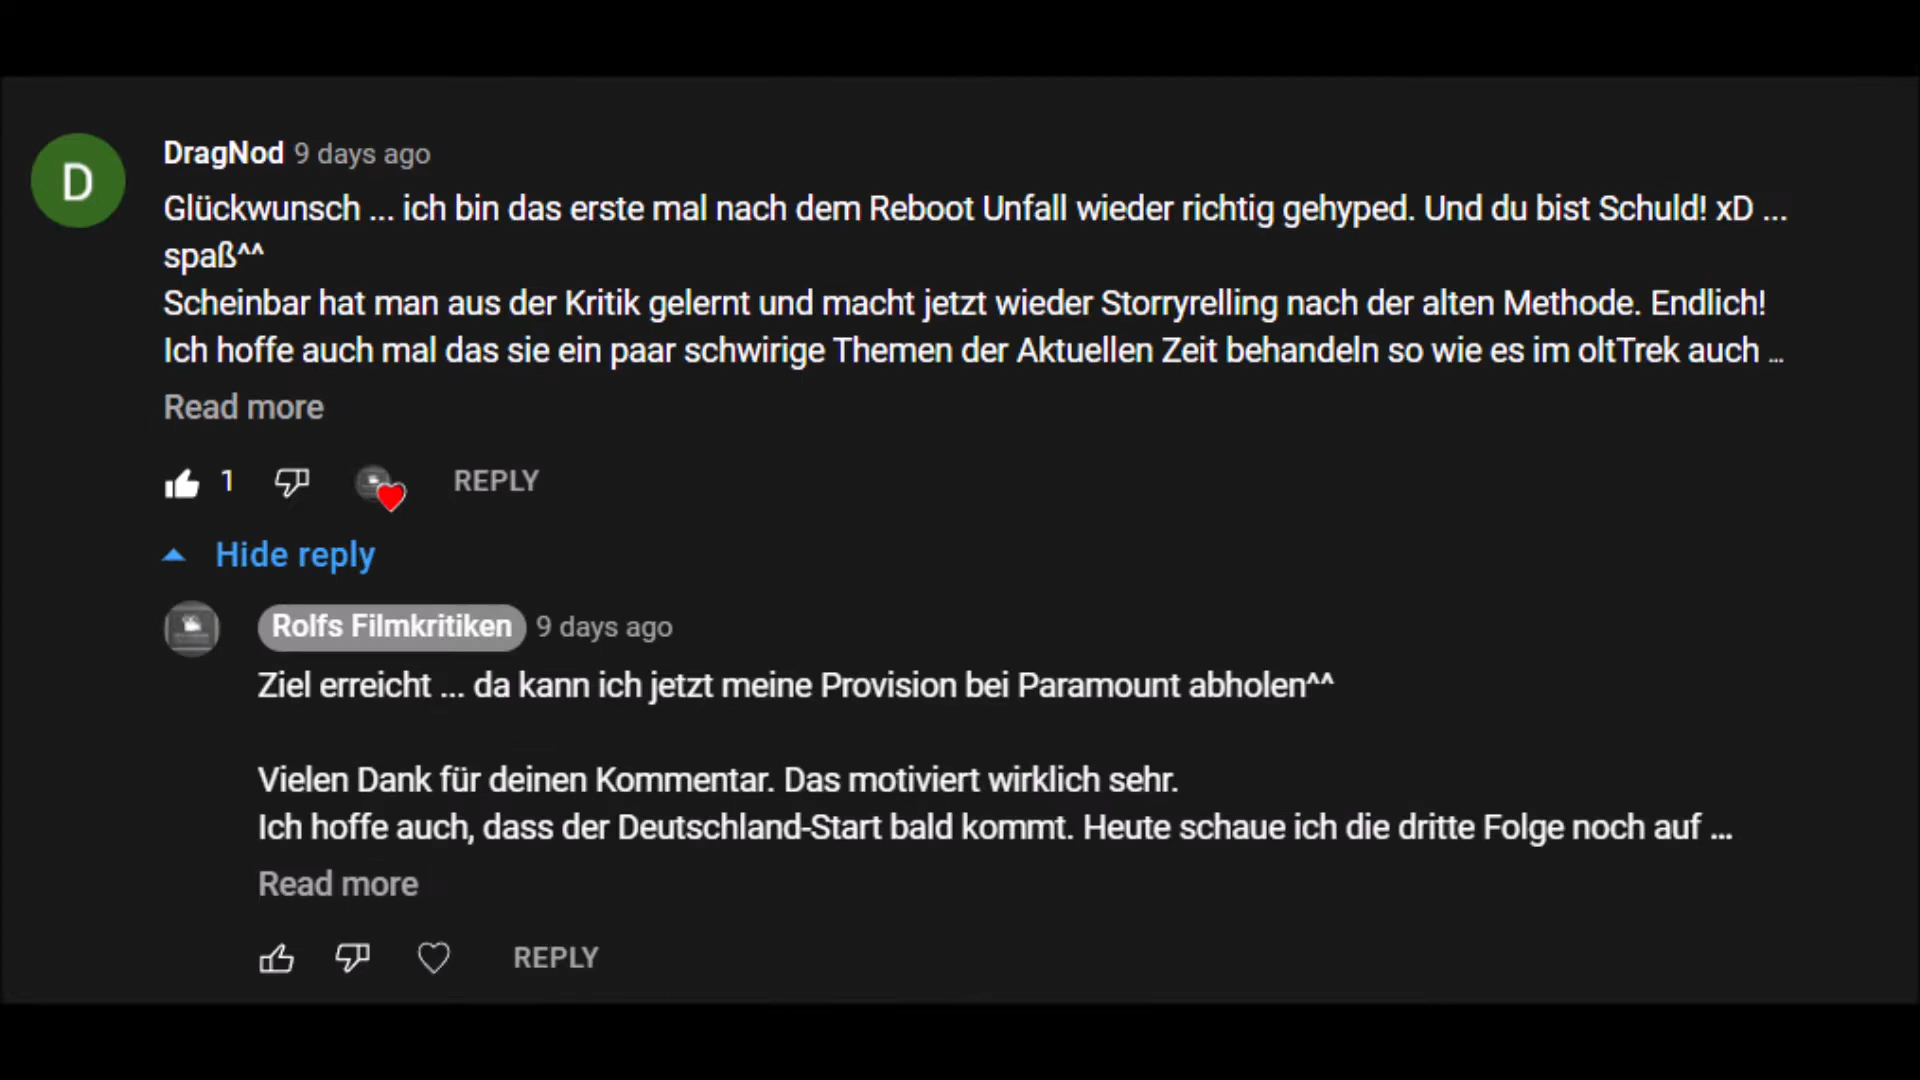 D
DragNod 9 days ago
Glückwunsch ... ich bin das erste mal nach dem Reboot Unfall wieder richtig gehyped. Und du bist Schuld! xD ...
spaß^^
Scheinbar hat man aus der Kritik gelernt und macht jetzt wieder Storryrelling nach der alten Methode. Endlich!
Ich hoffe auch mal das sie ein paar schwirige Themen der Aktuellen Zeit behandeln so wie es im oltTrek auch ...
Read more
1 REPLY
Hide reply
Rolfs Filmkritiken 9 days ago
Ziel erreicht ... da kann ich jetzt meine Provision bei Paramount abholen^^
Vielen Dank für deinen Kommentar. Das motiviert wirklich sehr.
Ich hoffe auch, dass der Deutschland-Start bald kommt. Heute schaue ich die dritte Folge noch auf ...
Read more
REPLY